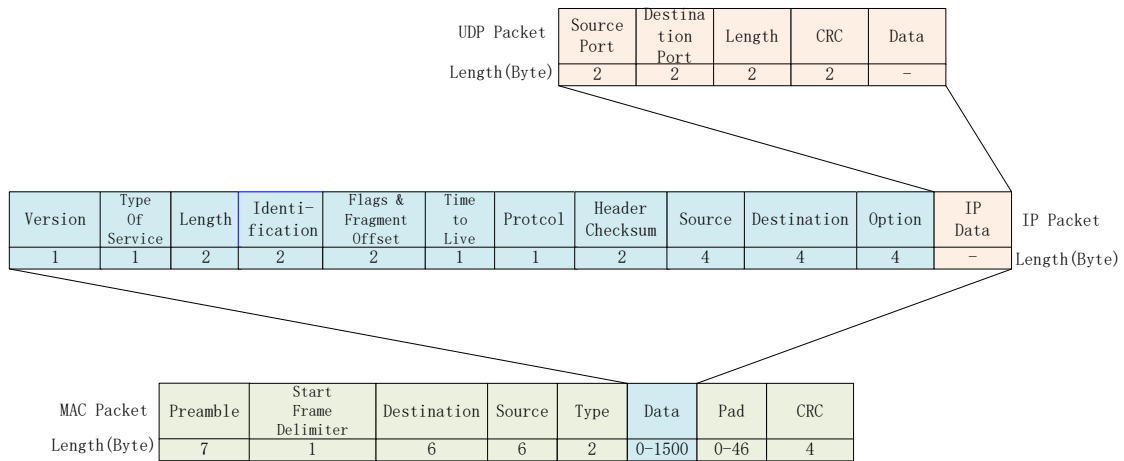 UDP Packet
Source Port
Destina tion Port
Length
CRC
Data
Length(Byte)
2
2
2
2
-
Version
Type Of Service
Length
Identi- fication
Flags & Fragment Offset
Time to Live
Protcol
Header Checksum
Source
Destination
Option
IP Data
IP Packet
1
1
2
2
2
1
1
2
4
4
4
-
Length(Byte)
MAC Packet
Preamble
Start Frame Delimiter
Destination
Source
Type
Data
Pad
CRC
Length(Byte)
7
1
6
6
2
0-1500
0-46
4